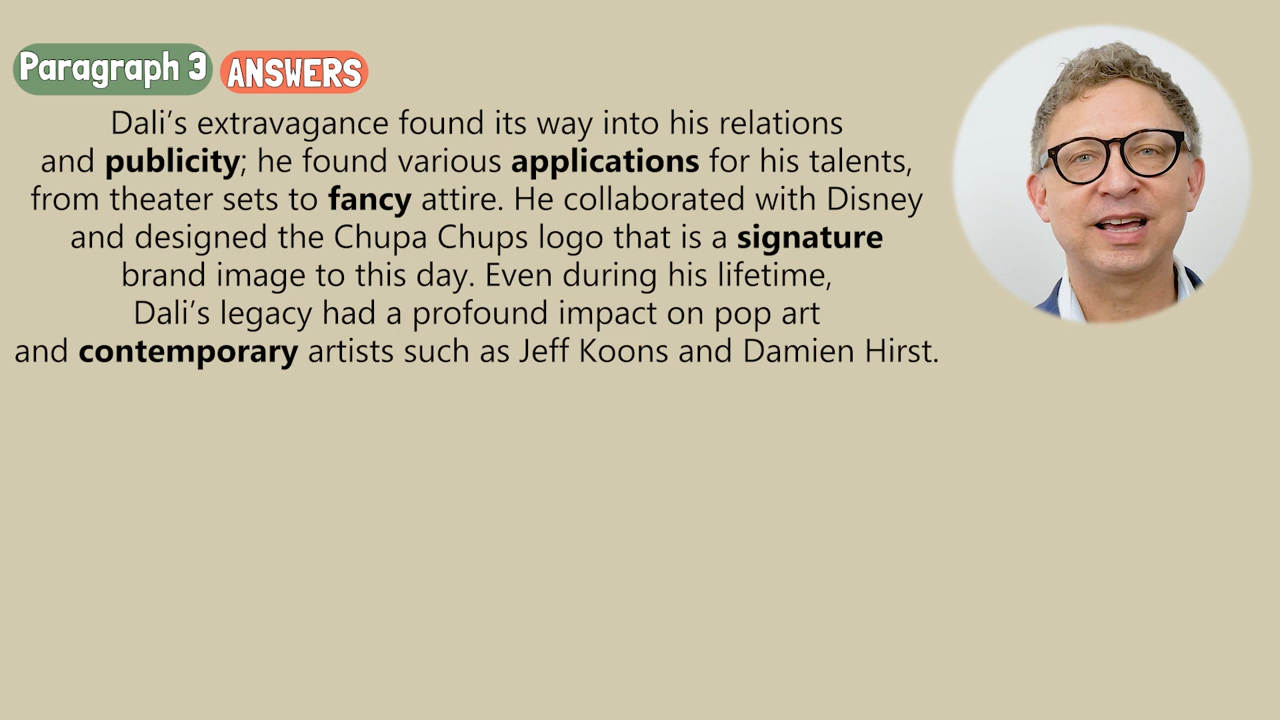 Paragraph 3 ANSWERS
Dali’s extravagance found its way into his relations
and publicity; he found various applications for his talents,
from theater sets to fancy attire. He collaborated with Disney
and designed the Chupa Chups logo that is a signature
brand image to this day. Even during his lifetime,
Dali’s legacy had a profound impact on pop art
and contemporary artists such as Jeff Koons and Damien Hirst.